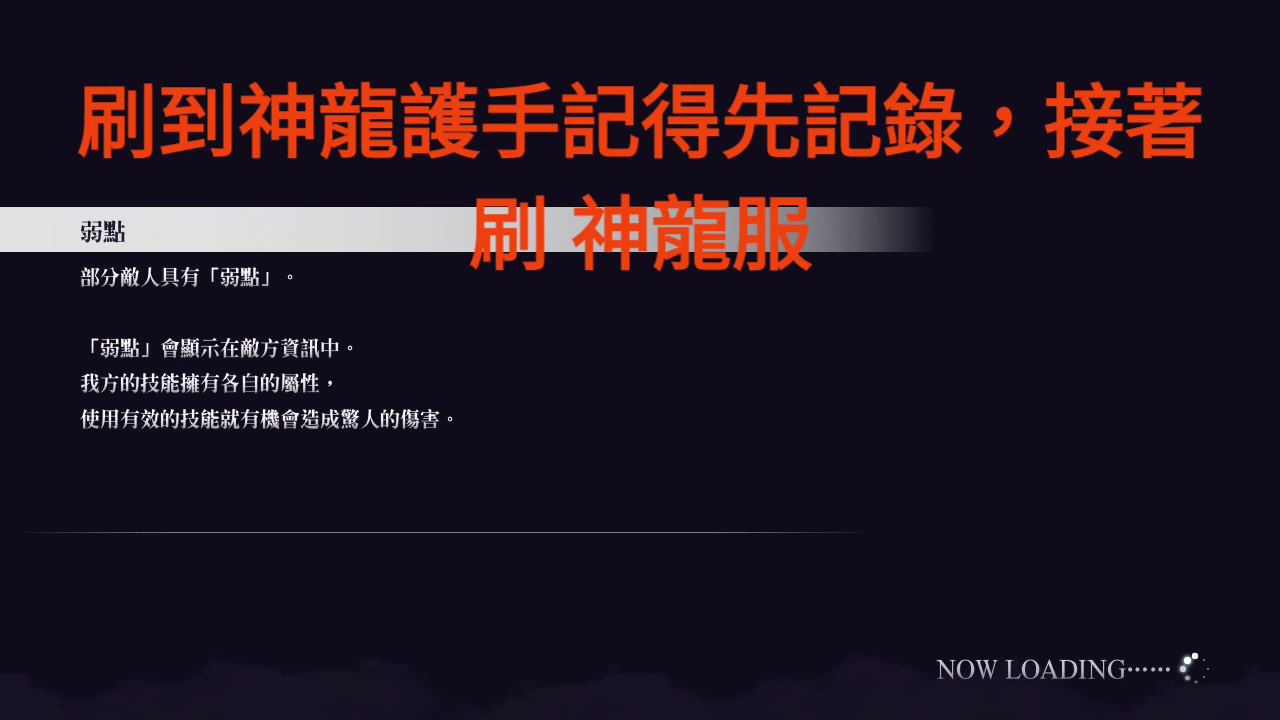 刷到神龍護手記得先記錄，接著
刷 神龍服
弱點
部分敵人具有「弱點」。
「弱點」會顯示在敵方資訊中。
我方的技能擁有各自的屬性，
使用有效的技能就有機會造成驚人的傷害。
NOW LOADING……